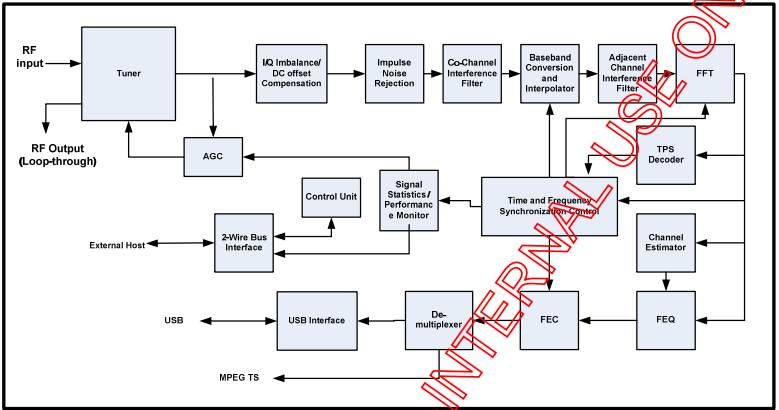 RF
input
Tuner
I/Q Imbalance/
DC offset
Compensation
Impulse
Noise
Rejection
Co-Channel
Interference
Filter
Baseband
Conversion
and
Interpolator
Adjacent
Channel
Interference
Filter
FFT
RF Output
(Loop-through)
AGC
TPS
Decoder
Signal
Statistics/
Performanc
e Monitor
Control Unit
Time and Frequency
Synchronization Control
External Host
2-Wire Bus
Interface
Channel
Estimator
USB
USB Interface
De-
multiplexer
FEC
FEQ
MPEG TS
INTERNAL USE ON